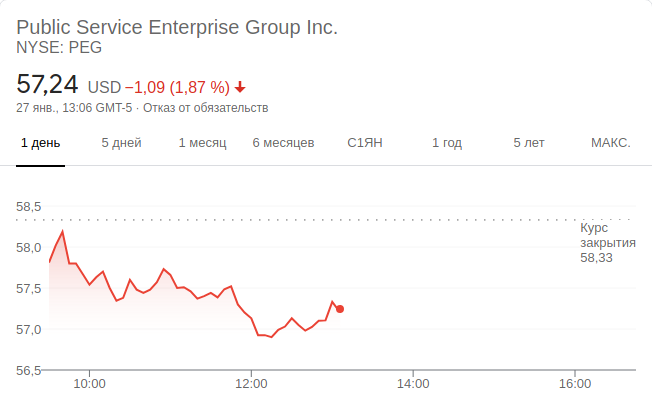 Public Service Enterprise Group Inc.
NYSE: PEG
57,24 USD −1,09 (1,87 %)
27 янв., 13:06 GMT-5 · Отказ от обязательств
1 день 5 дней 1 месяц 6 месяцев С1ЯН 1 год 5 лет МАКС.
58,5
Курс
закрытия
58,33
58,0
57,5
57,0
56,5
10:00 12:00 14:00 16:00